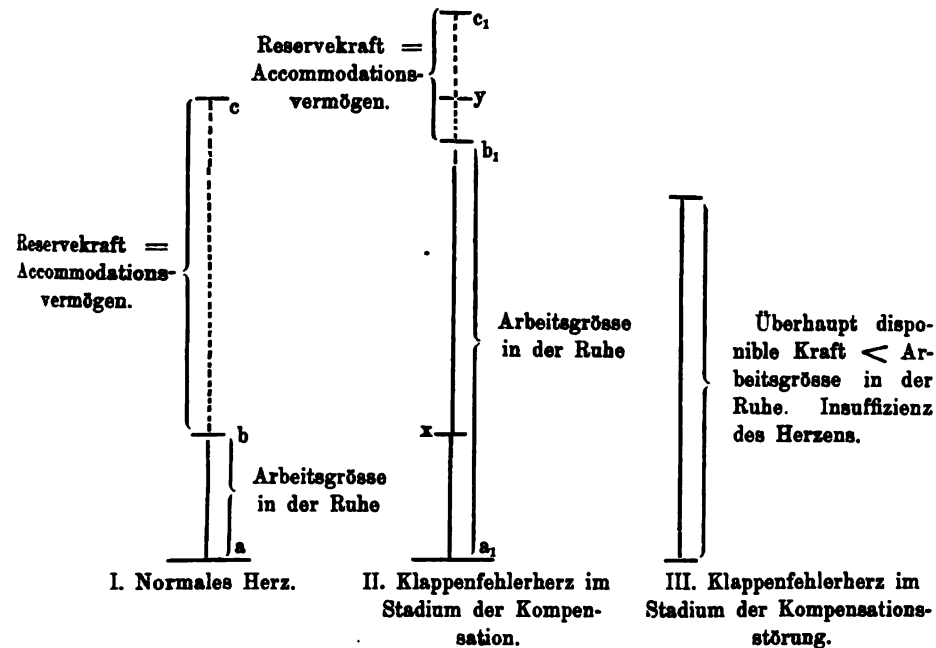 c
Reservekraft =
Accommodations-
vermögen.
b
Arbeitsgrösse
in der Ruhe
a
I. Normales Herz.
c₁
Reservekraft =
Accommodations-
vermögen.
y
b₁
Arbeitsgrösse
in der Ruhe
x
a₁
II. Klappenfehlerherz im
Stadium der Kompen-
sation.
Überhaupt dispo-
nible Kraft < Ar-
beitsgrösse in der
Ruhe. Insuffizienz
des Herzens.
III. Klappenfehlerherz im
Stadium der Kompensations-
störung.